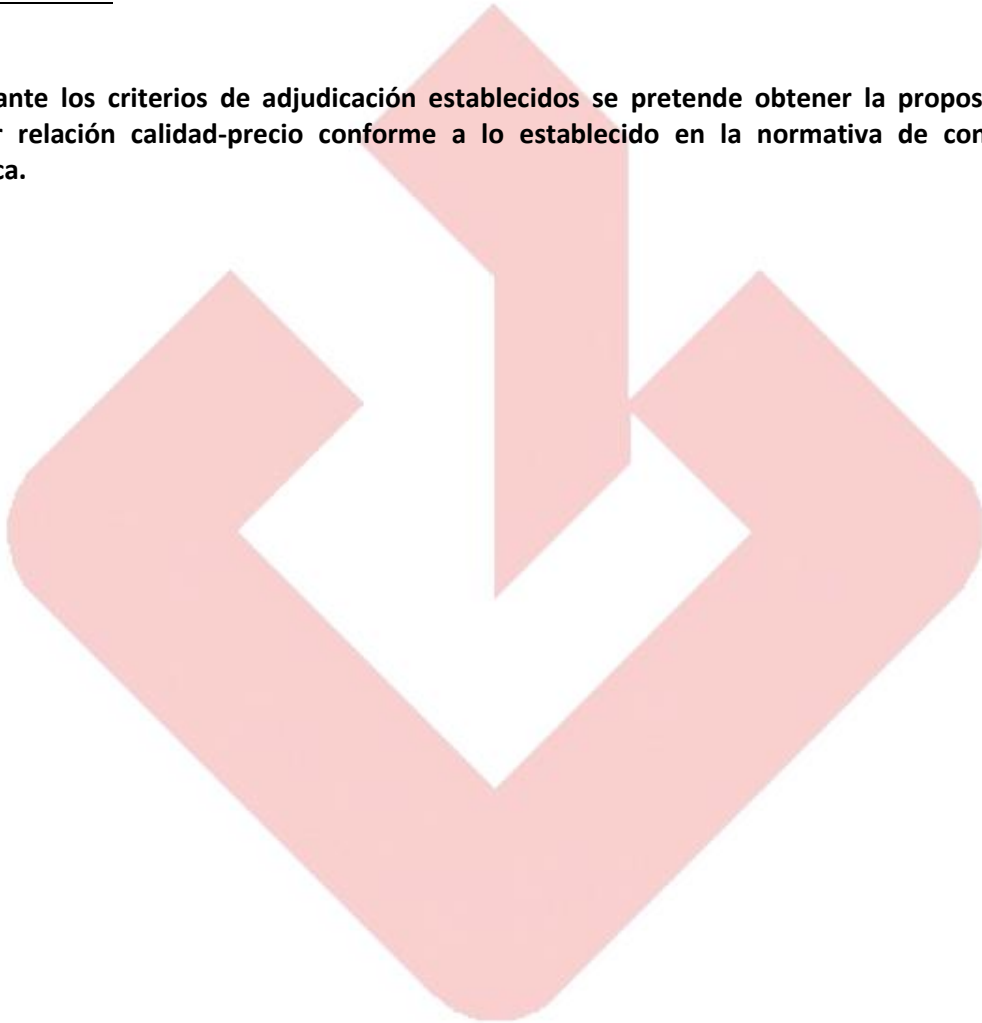 ante los criterios de adjudicación establecidos se pretende obtener la propos
r relación calidad-precio conforme a lo establecido en la normativa de con
ca.